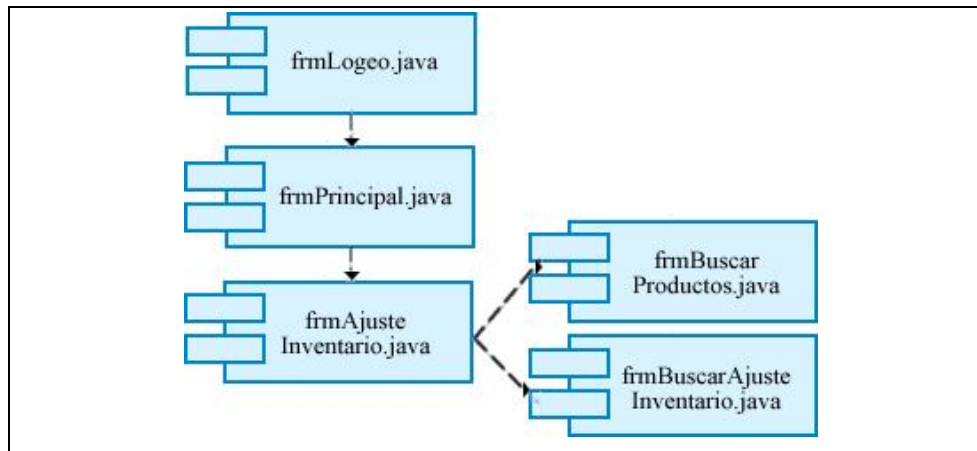 frmLogeo.java
frmPrincipal.java
frmAjuste
Inventario.java
frmBuscar
Productos.java
frmBuscarAjuste
Inventario.java